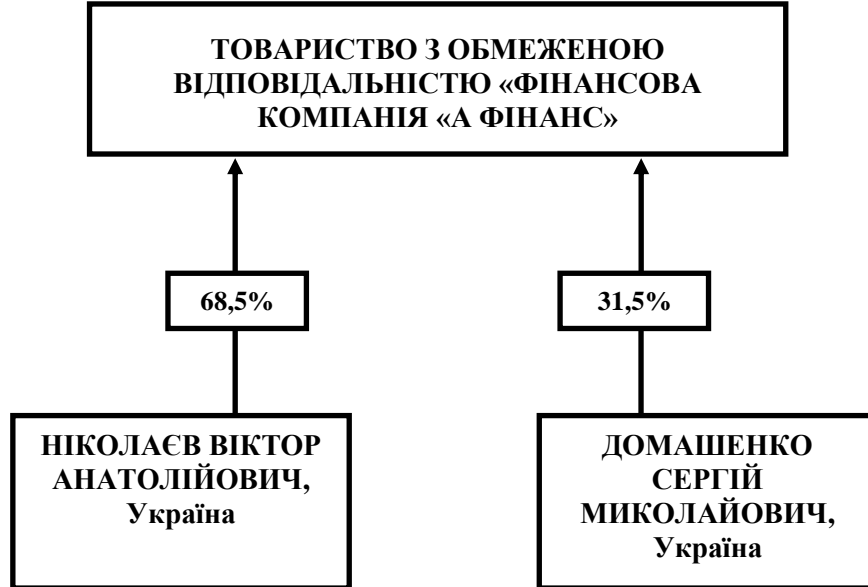 ТОВАРИСТВО З ОБМЕЖЕНОЮ
ВІДПОВІДАЛЬНІСТЮ «ФІНАНСОВА
КОМПАНІЯ «А ФІНАНС»
68,5%
31,5%
НІКОЛАЄВ ВІКТОР
АНАТОЛІЙОВИЧ,
Україна
ДОМАШЕНКО
СЕРГІЙ
МИКОЛАЙОВИЧ,
Україна